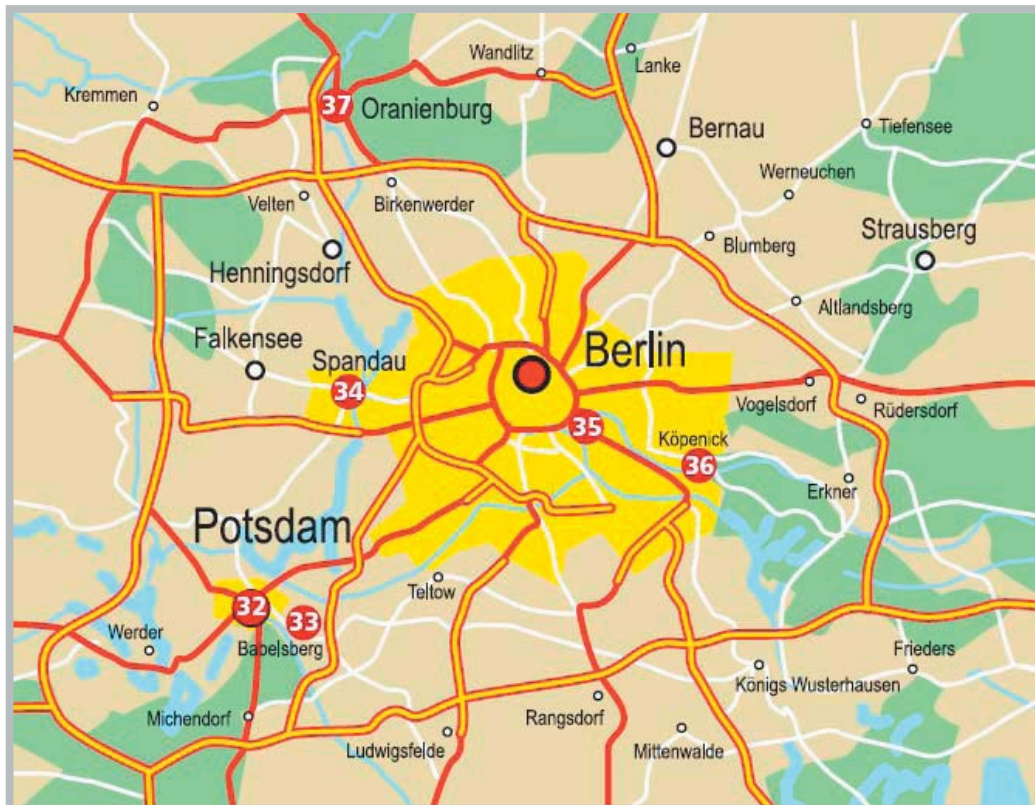 Wandlitz
Lanke
Kremmen
37
Oranienburg
Bernau
Tiefensee
Werneuchen
Velten
Birkenwerder
Strausberg
Blumberg
Henningsdorf
Altlandsberg
Falkensee
Spandau
Berlin
34
Vogelsdorf
Rüdersdorf
35
Köpenick
36
Erkner
Potsdam
Teltow
32
33
Werder
Babelsberg
Frieders
Königs Wusterhausen
Michendorf
Rangsdorf
Ludwigsfelde
Mittenwalde